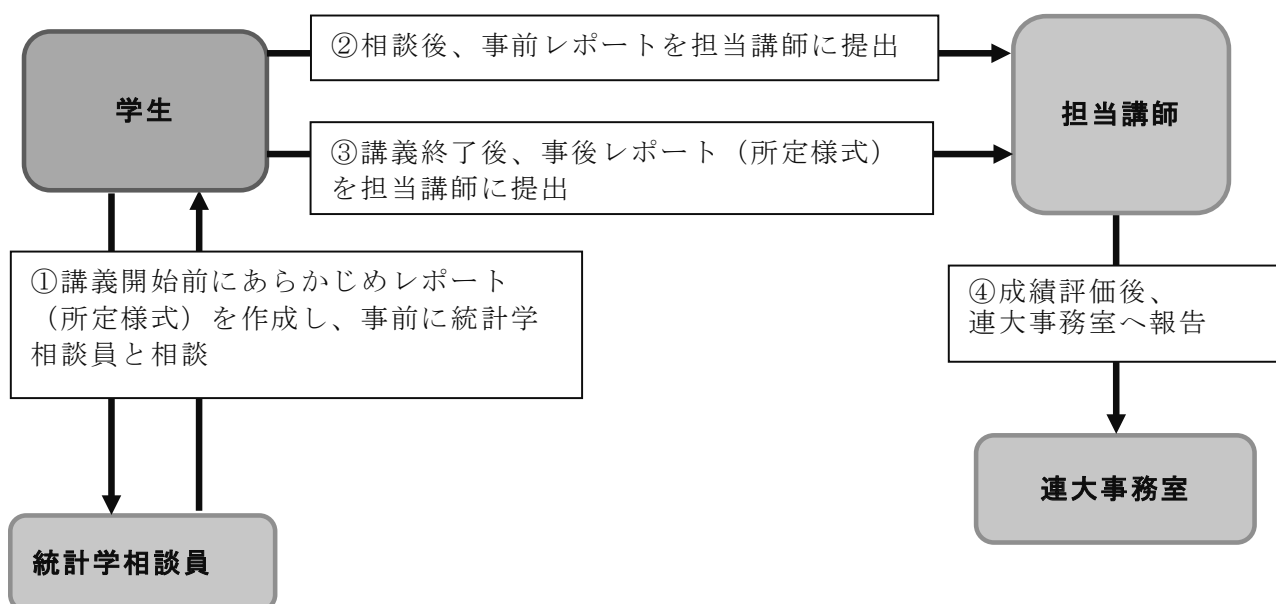 学生
②相談後、事前レポートを担当講師に提出
担当講師
③講義終了後、事後レポート（所定様式）
を担当講師に提出
①講義開始前にあらかじめレポート
（所定様式）を作成し、事前に統計学
相談員と相談
④成績評価後、
連大事務室へ報告
連大事務室
統計学相談員